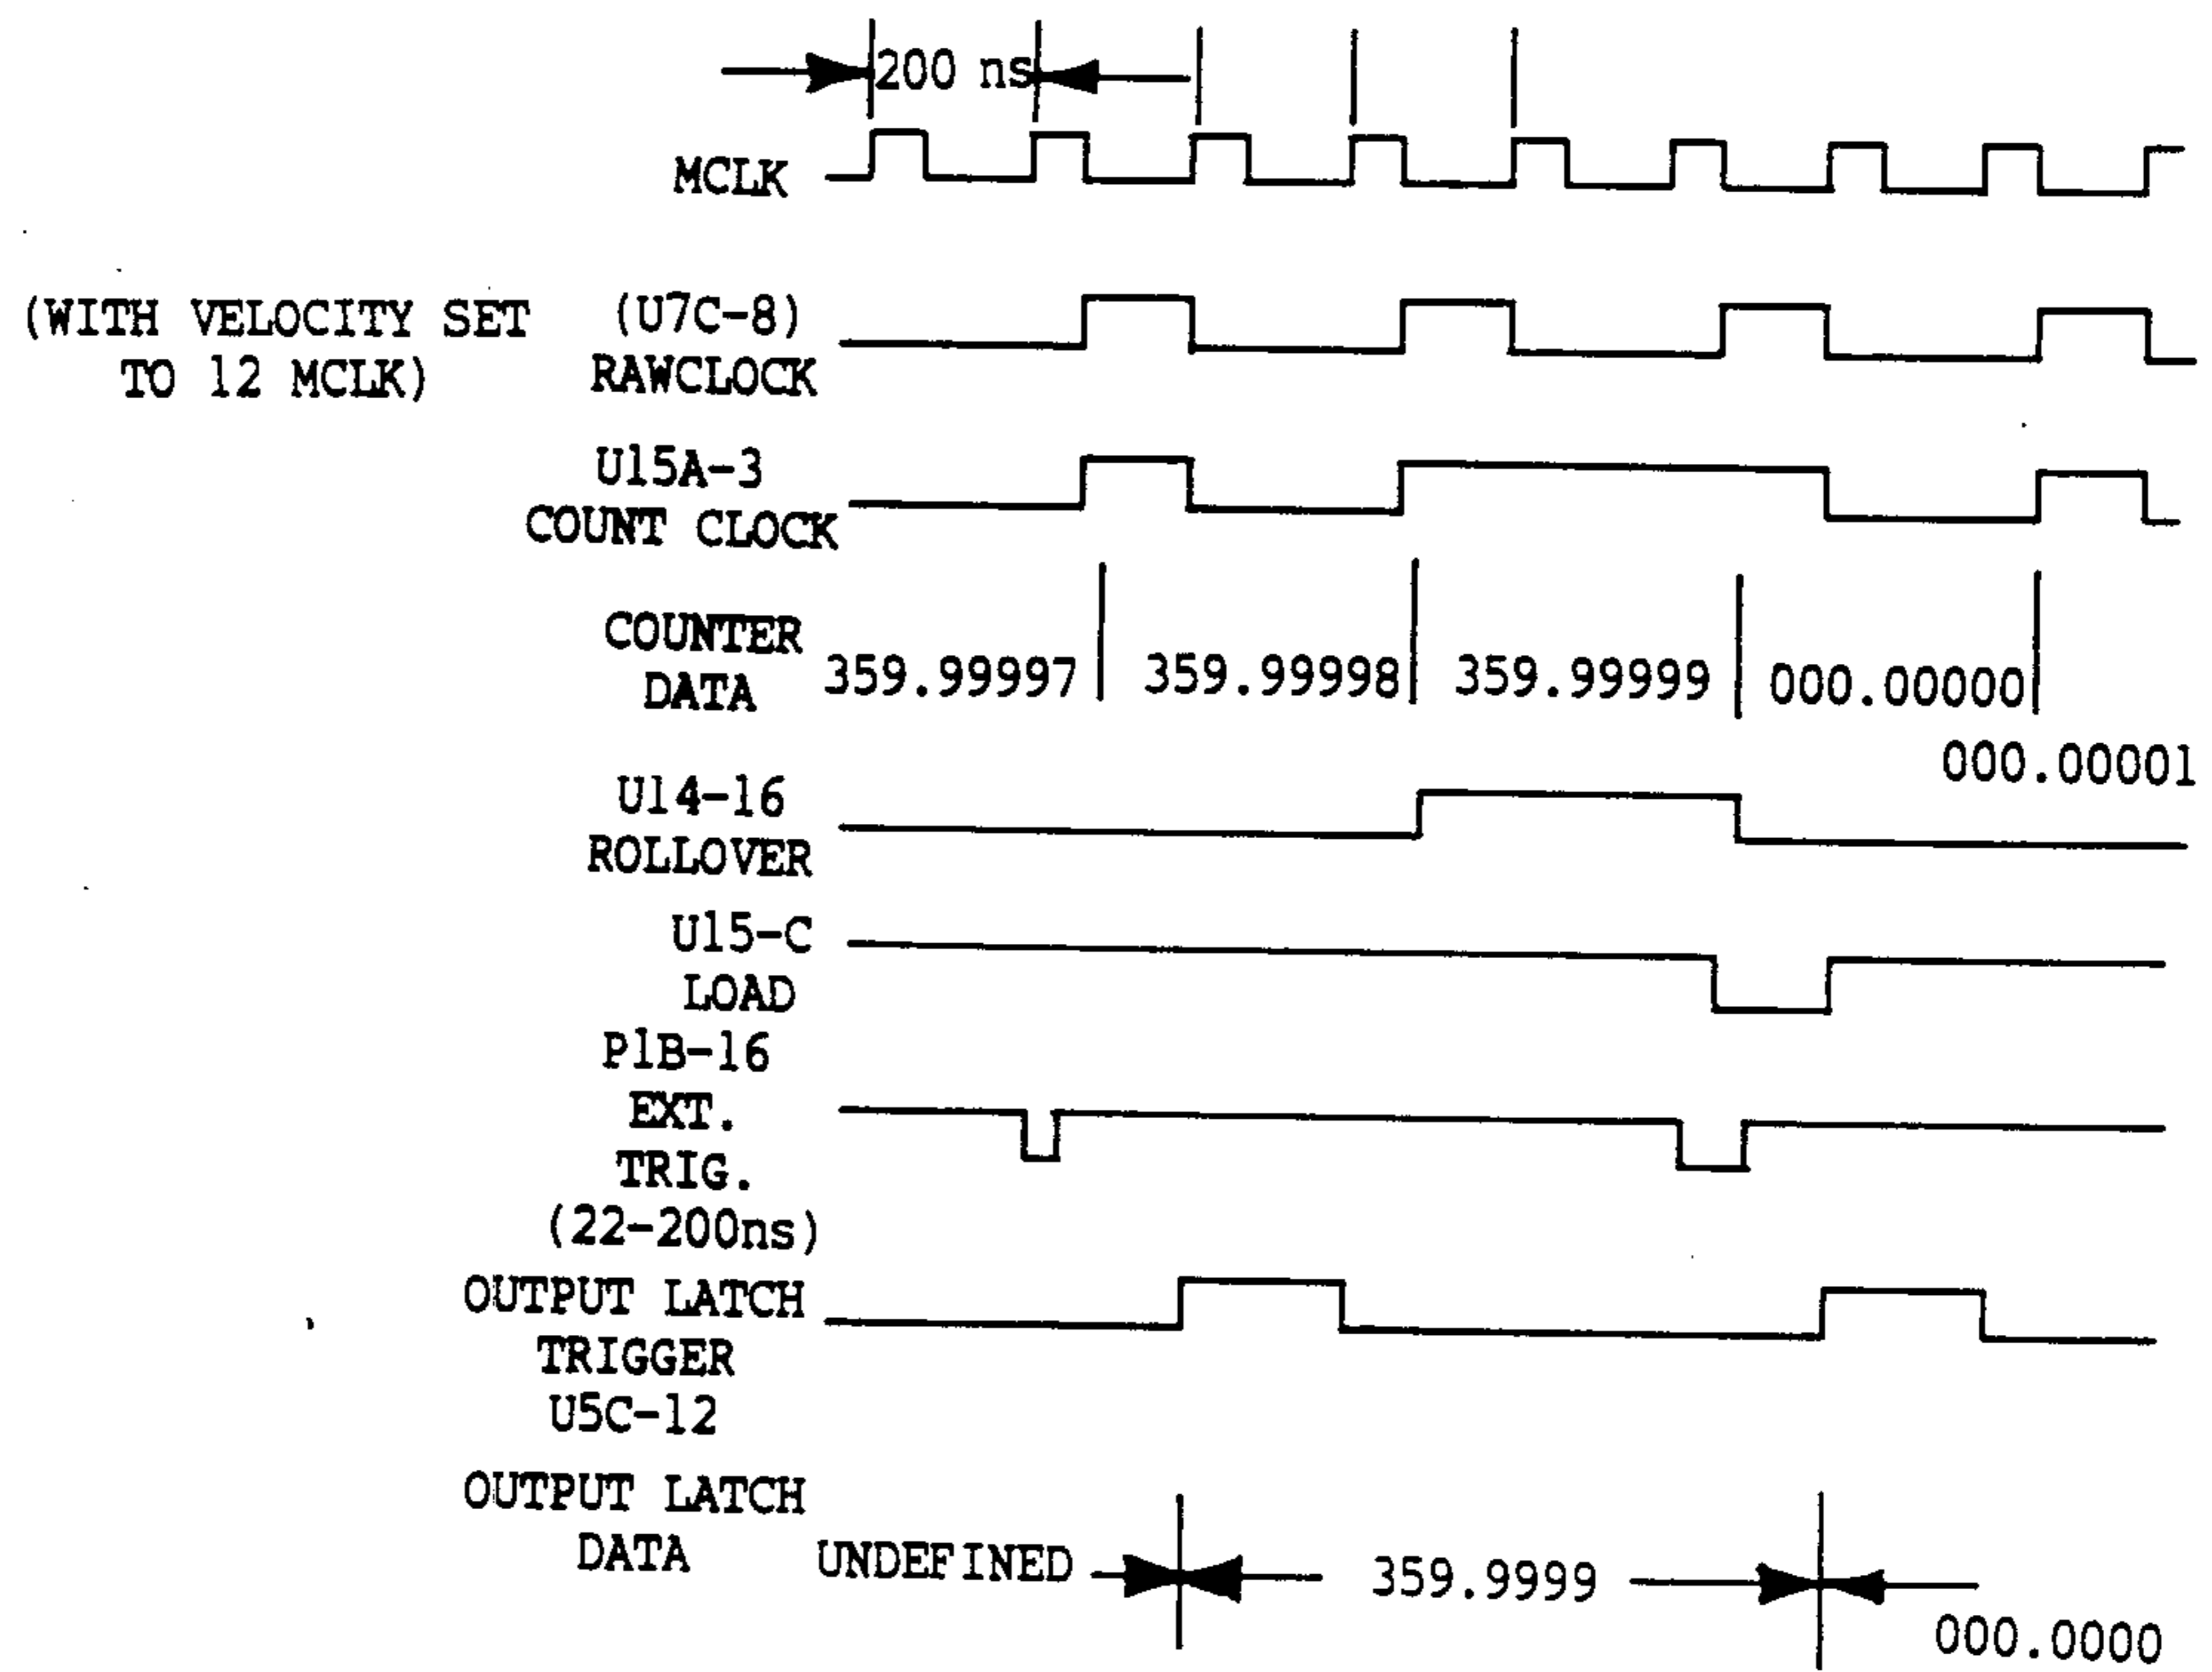 200 ns
MCLK
(WITH VELOCITY SET
TO 12 MCLK)
(U7C-8)
RAWCLOCK
U15A-3
COUNT CLOCK
COUNTER
DATA
359.99997
359.99998
359.99999
000.00000
000.00001
U14-16
ROLLOVER
U15-C
LOAD
P1B-16
EXT.
TRIG.
(22-200ns)
OUTPUT LATCH
TRIGGER
U5C-12
OUTPUT LATCH
DATA
UNDEFINED
359.9999
000.0000